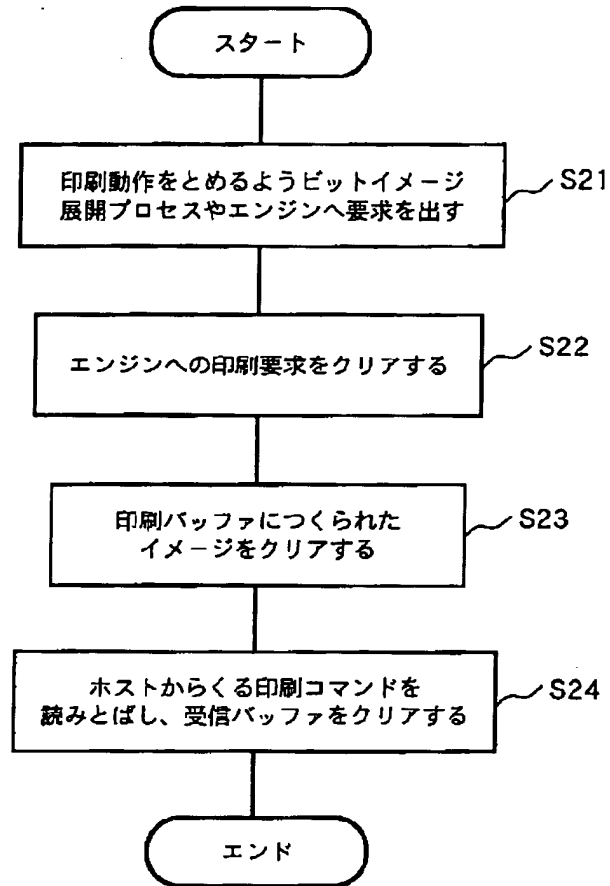 スタート
印刷動作をとめるようビットイメージ
展開プロセスやエンジンへ要求を出す
S21
エンジンへの印刷要求をクリアする
S22
印刷バッファにつくられた
イメージをクリアする
S23
ホストからくる印刷コマンドを
読みとばし、受信バッファをクリアする
S24
エンド